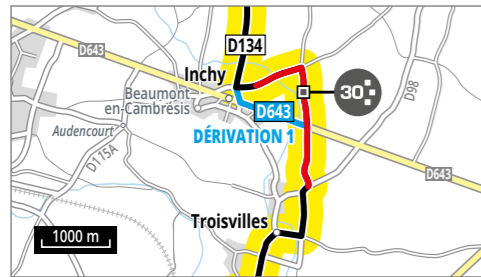 D134
D643
Inchy
30
D98
Beaumont
en-Cambrésis
D643
Audencourt
DÉRIVATION 1
D115A
D643
Troisvilles
1000 m